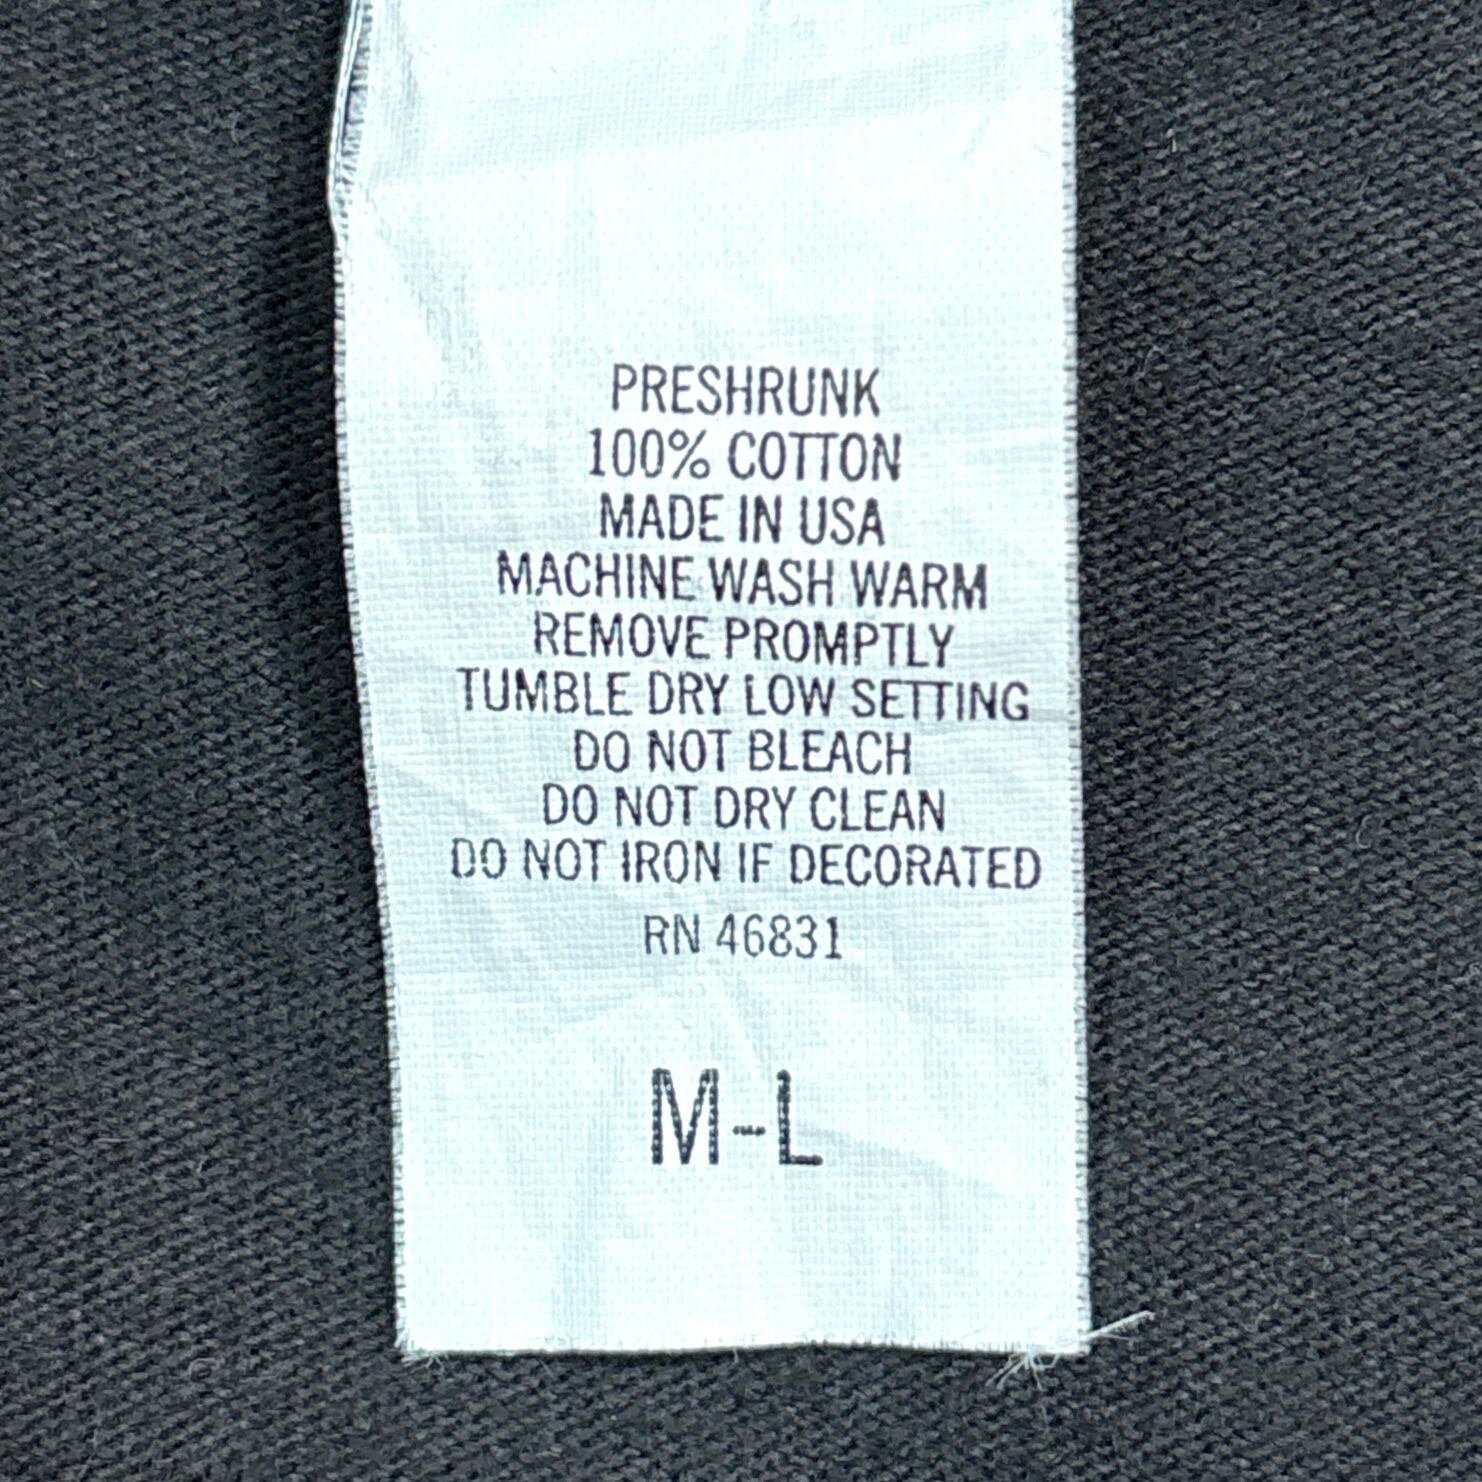 PRESHRUNK
100% COTTON
MADE IN USA
MACHINE WASH WARM
REMOVE PROMPTLY
TUMBLE DRY LOW SETTING
DO NOT BLEACH
DO NOT DRY CLEAN
DO NOT IRON IF DECORATED
RN 46831
M-L